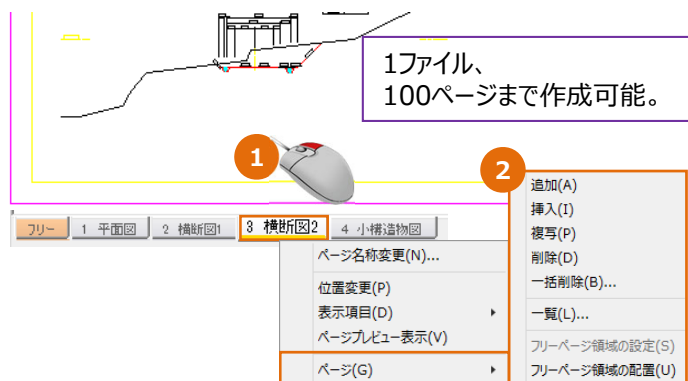 1ファイル、
100ページまで作成可能。
1
2
追加(A)
挿入(I)
複写(P)
削除(D)
一括削除(B)...
一覧(L)...
フリーページ領域の設定(S)
フリーページ領域の配置(U)
フリー 1 平面図 2 横断図1 3 横断図2 4 小構造物図
ページ名称変更(N)...
位置変更(P)
表示項目(D)
ページプレビュー表示(V)
ページ(G)